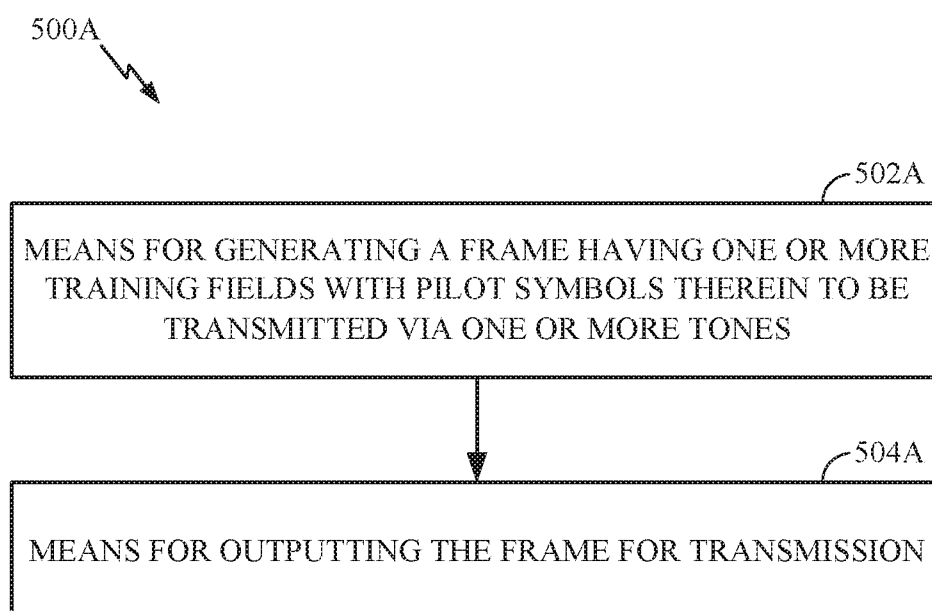 500A
502A
MEANS FOR GENERATING A FRAME HAVING ONE OR MORE
TRAINING FIELDS WITH PILOT SYMBOLS THEREIN TO BE
TRANSMITTED VIA ONE OR MORE TONES
504A
MEANS FOR OUTPUTTING THE FRAME FOR TRANSMISSION